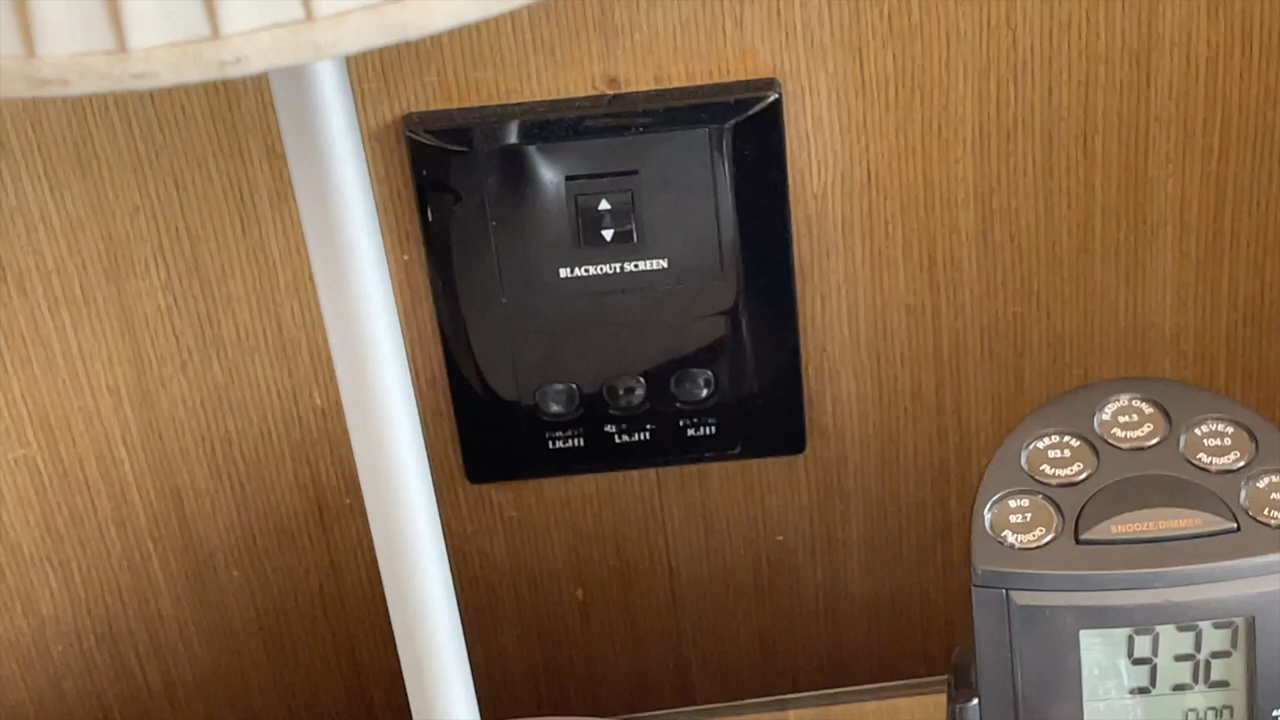 BLACKOUT SCREEN
LIGHT
LIGHT
IGHT
RADIO ONE
94.3
FM RADIO
FEVER
104.0
FM RADIO
RED FM
93.5
FM RADIO
BIG
92.7
FM RADIO
SNOOZE/DIMMER
932